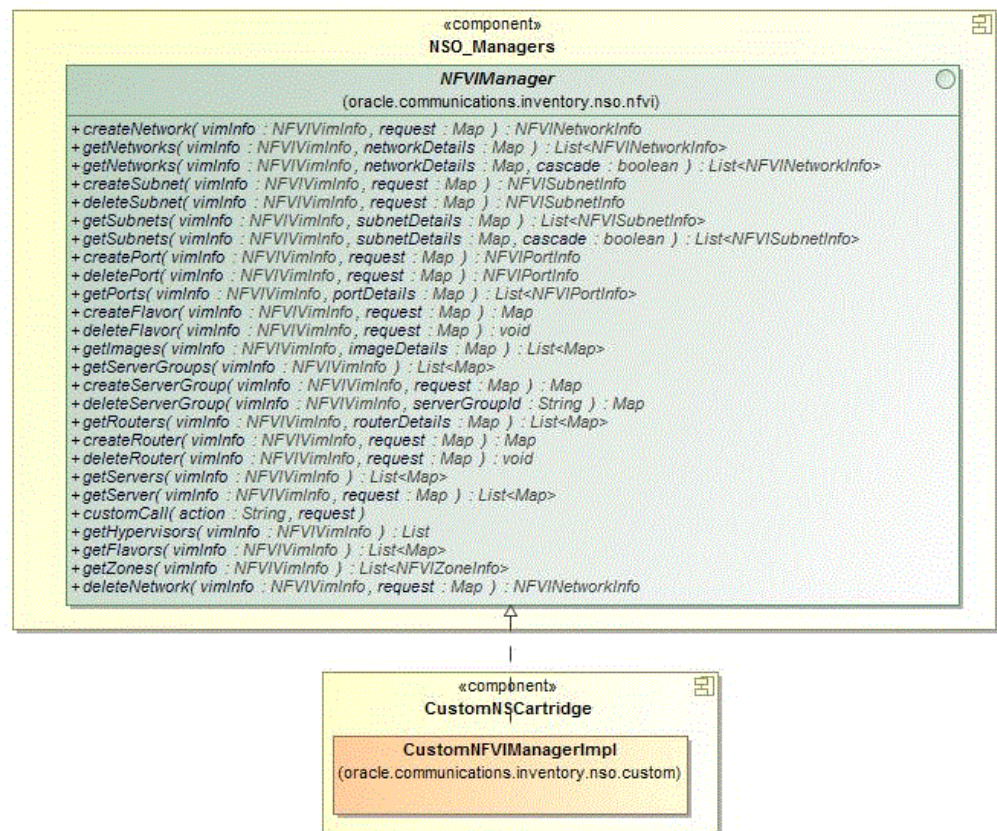 «component»
NSO_Managers
NFVIManager
(oracle.communications.inventory.nso.nfvi)
+createNetwork( vimInfo : NFVIVimInfo, request : Map ) : NFVINetworkInfo
+getNetworks( vimInfo : NFVIVimInfo, networkDetails : Map ) : List<NFVINetworkInfo>
+getNetworks( vimInfo : NFVIVimInfo, networkDetails : Map, cascade : boolean ) : List<NFVINetworkInfo>
+createSubnet( vimInfo : NFVIVimInfo, request : Map ) : NFVISubnetInfo
+deleteSubnet( vimInfo : NFVIVimInfo, request : Map ) : NFVISubnetInfo
+getSubnets( vimInfo : NFVIVimInfo, subnetDetails : Map ) : List<NFVISubnetInfo>
+getSubnets( vimInfo : NFVIVimInfo, subnetDetails : Map, cascade : boolean ) : List<NFVISubnetInfo>
+createPort( vimInfo : NFVIVimInfo, request : Map ) : NFVIPortInfo
+deletePort( vimInfo : NFVIVimInfo, request : Map ) : NFVIPortInfo
+getPorts( vimInfo : NFVIVimInfo, portDetails : Map ) : List<NFVIPortInfo>
+createFlavor( vimInfo : NFVIVimInfo, request : Map ) : Map
+deleteFlavor( vimInfo : NFVIVimInfo, request : Map ) : void
+getImages( vimInfo : NFVIVimInfo, imageDetails : Map ) : List<Map>
+getServerGroups( vimInfo : NFVIVimInfo ) : List<Map>
+createServerGroup( vimInfo : NFVIVimInfo, request : Map ) : Map
+deleteServerGroup( vimInfo : NFVIVimInfo, serverGroupId : String ) : Map
+getRouters( vimInfo : NFVIVimInfo, routerDetails : Map ) : List<Map>
+createRouter( vimInfo : NFVIVimInfo, request : Map ) : Map
+deleteRouter( vimInfo : NFVIVimInfo, request : Map ) : void
+getServers( vimInfo : NFVIVimInfo ) : List<Map>
+getServer( vimInfo : NFVIVimInfo, request : Map ) : List<Map>
+customCall( action : String, request )
+getHypervisors( vimInfo : NFVIVimInfo ) : List
+getFlavors( vimInfo : NFVIVimInfo ) : List<Map>
+getZones( vimInfo : NFVIVimInfo ) : List<NFVIZoneInfo>
+deleteNetwork( vimInfo : NFVIVimInfo, request : Map ) : NFVINetworkInfo
«component»
CustomNSCartridge
CustomNFVIManagerImpl
(oracle.communications.inventory.nso.custom)